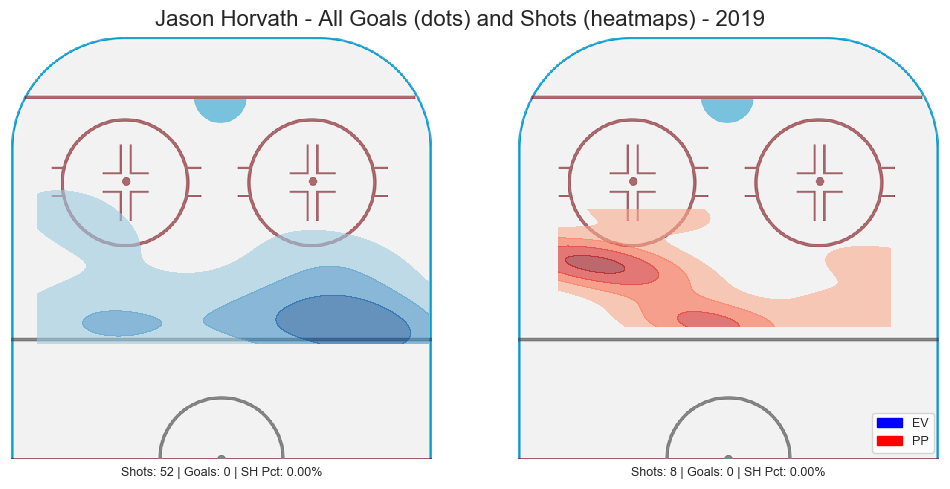 Jason Horvath - All Goals (dots) and Shots (heatmaps) - 2019
EV
PP
Shots: 52 | Goals: 0 | SH Pct: 0.00%
Shots: 8 | Goals: 0 | SH Pct: 0.00%